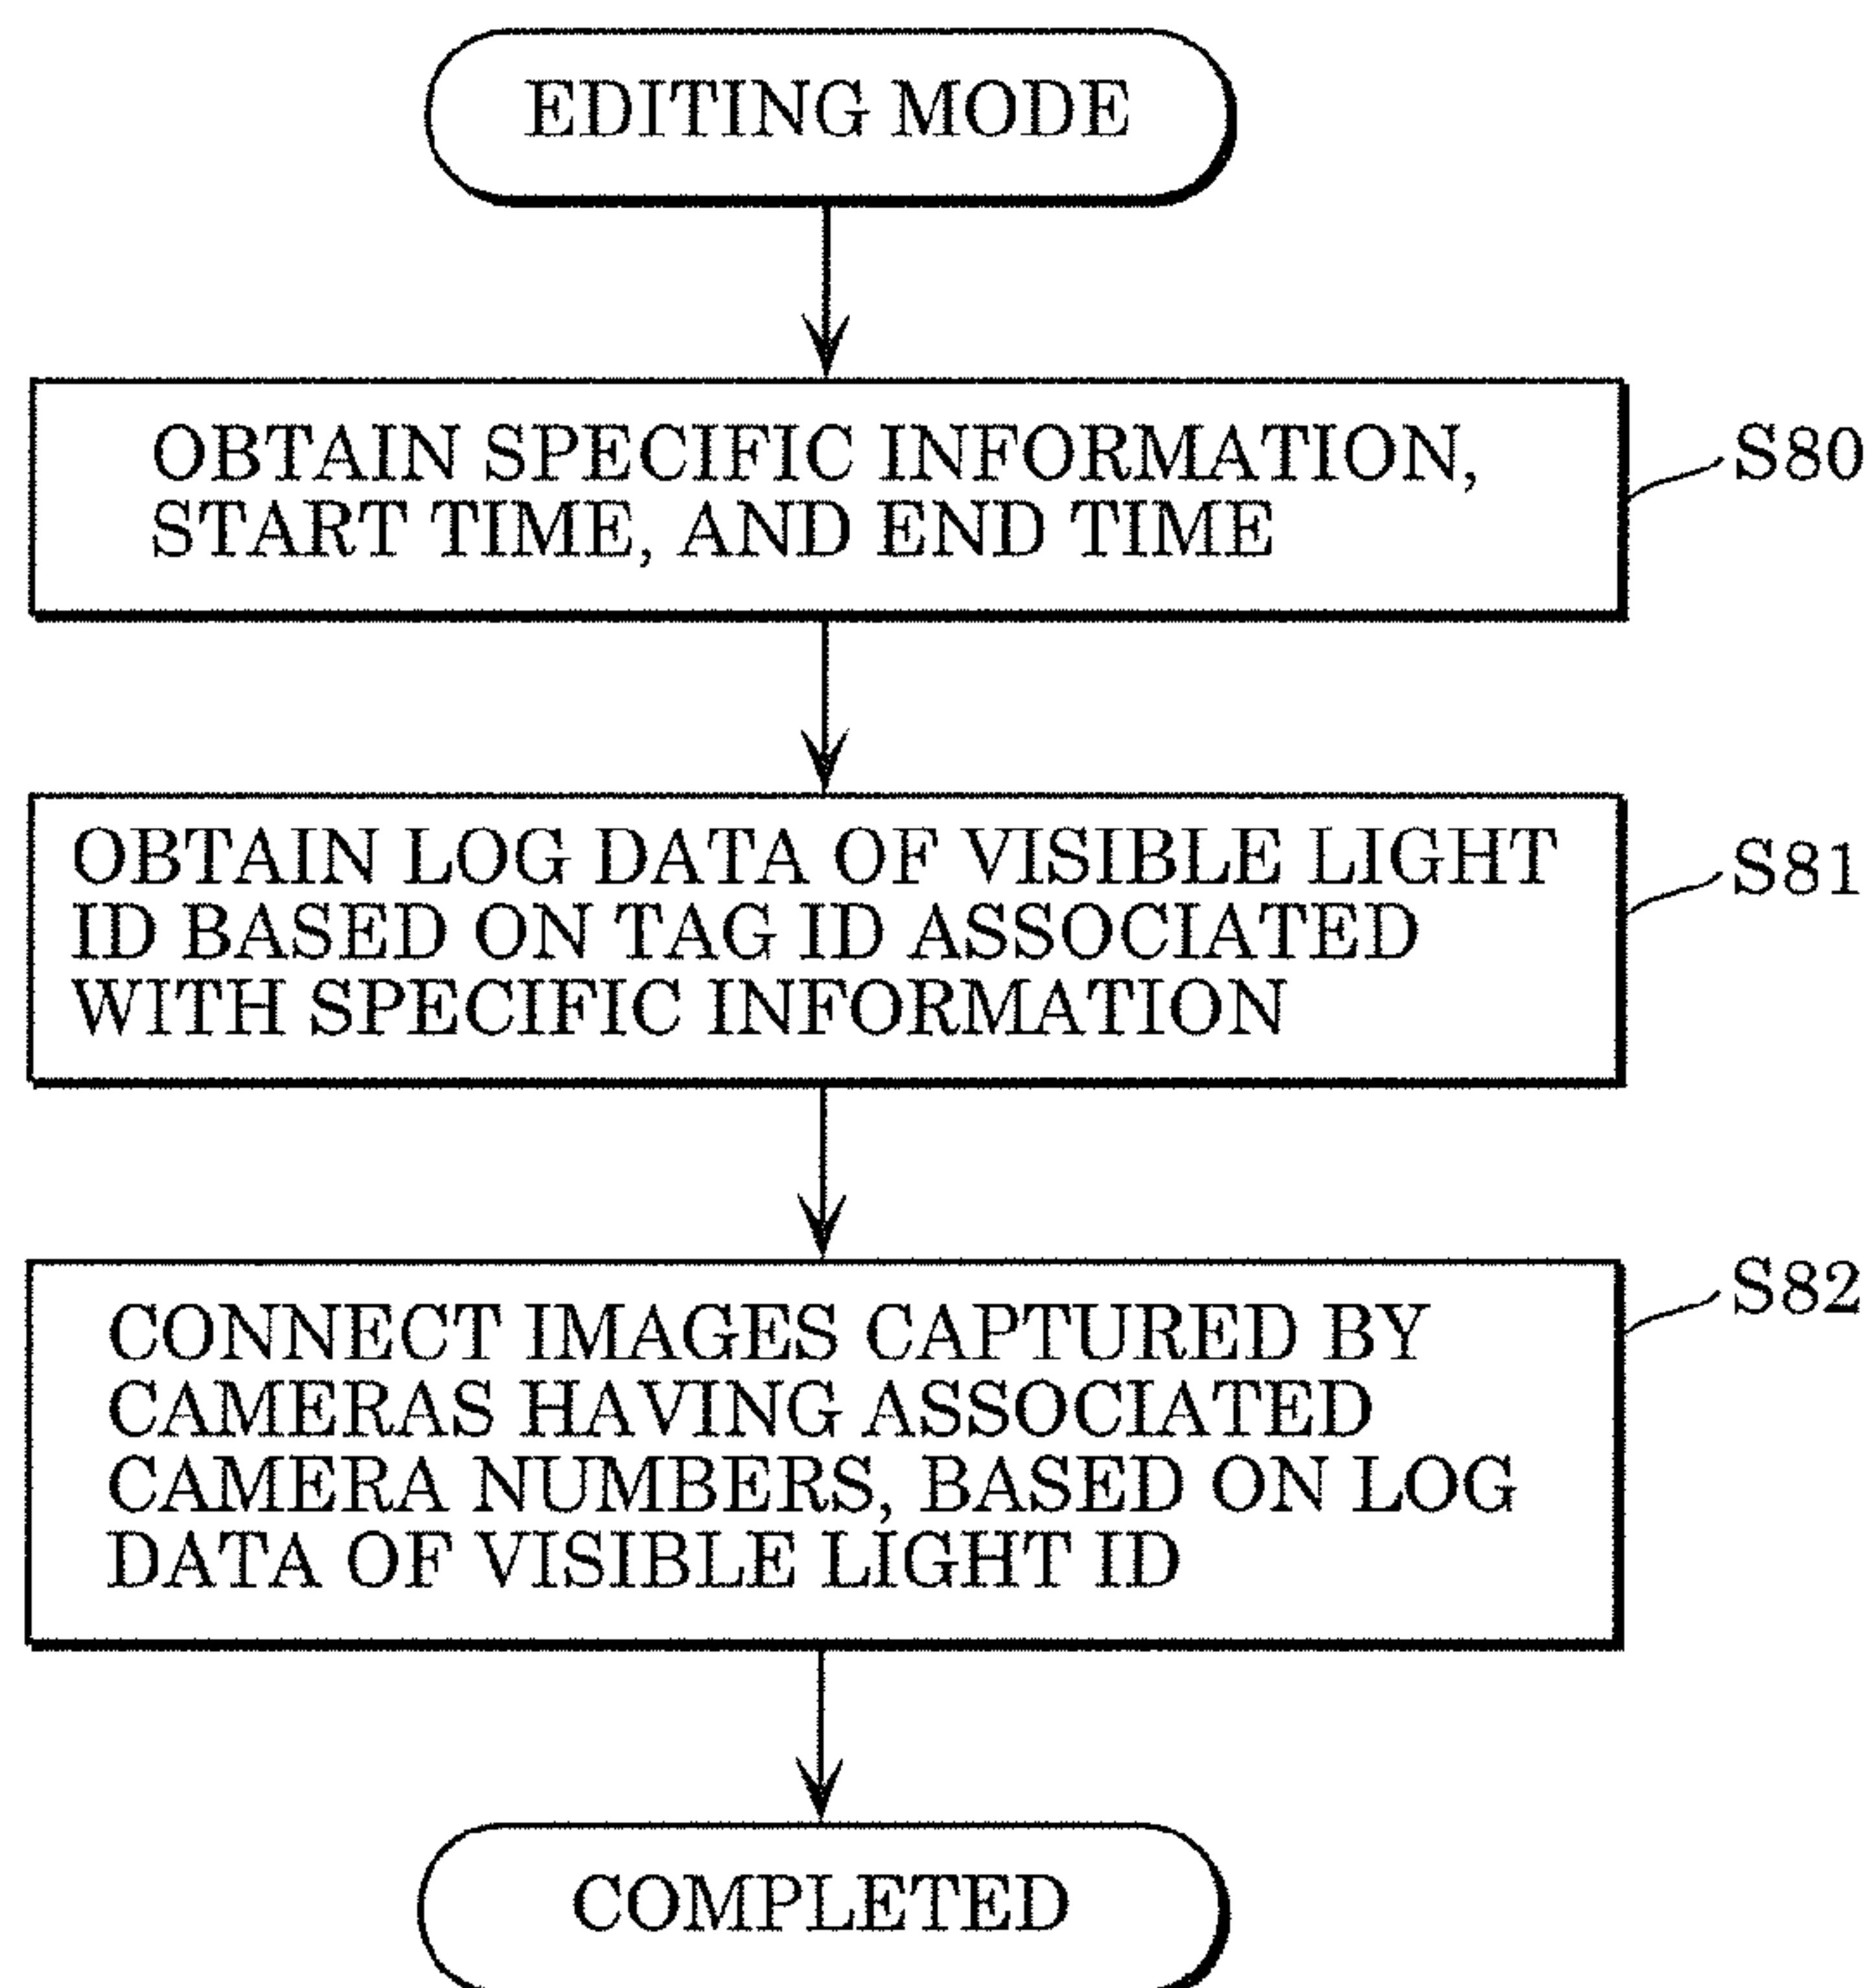 EDITING MODE
OBTAIN SPECIFIC INFORMATION,
START TIME, AND END TIME
S80
OBTAIN LOG DATA OF VISIBLE LIGHT
ID BASED ON TAG ID ASSOCIATED
WITH SPECIFIC INFORMATION
S81
CONNECT IMAGES CAPTURED BY
CAMERAS HAVING ASSOCIATED
CAMERA NUMBERS, BASED ON LOG
DATA OF VISIBLE LIGHT ID
S82
COMPLETED